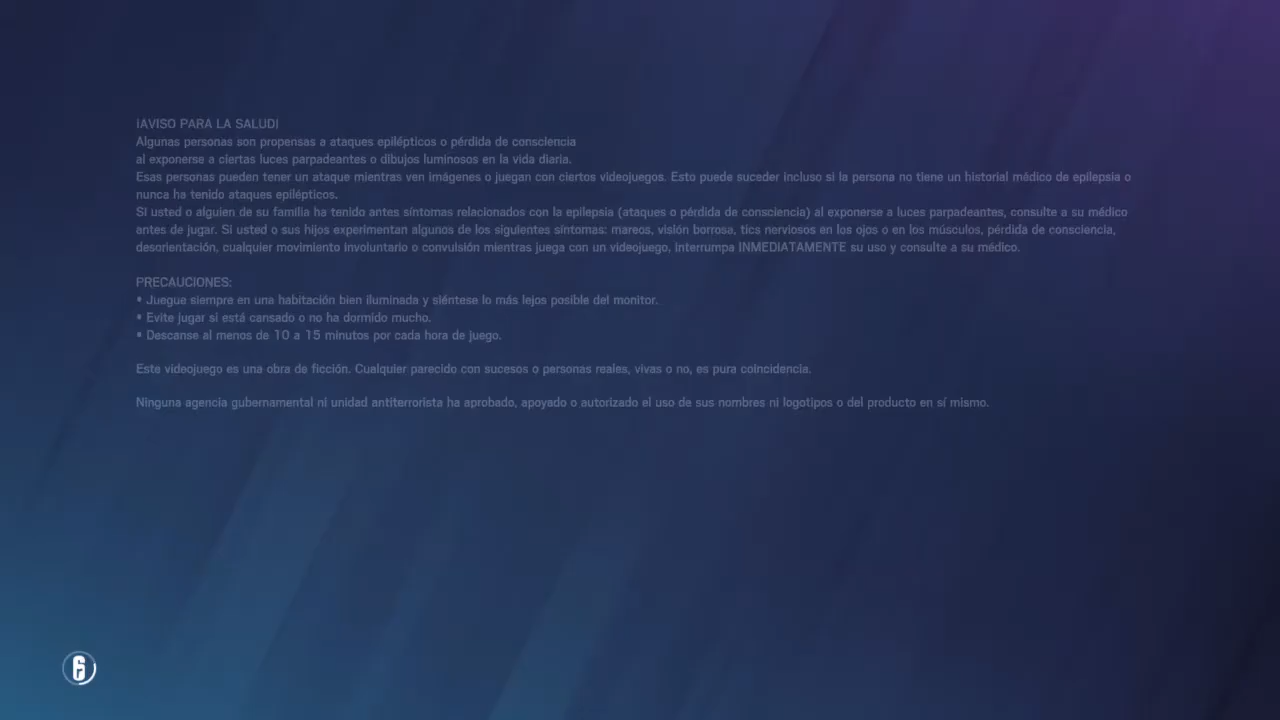 ¡AVISO PARA LA SALUD!
Algunas personas son propensas a ataques epilépticos o pérdida de consciencia
al exponerse a ciertas luces parpadeantes o dibujos luminosos en la vida diaria.
Esas personas pueden tener un ataque mientras ven imágenes o juegan con ciertos videojuegos. Esto puede suceder incluso si la persona no tiene un historial médico de epilepsia o
nunca ha tenido ataques epilépticos.
Si usted o alguien de su familia ha tenido antes síntomas relacionados con la epilepsia (ataques o pérdida de consciencia) al exponerse a luces parpadeantes, consulte a su médico
antes de jugar. Si usted o sus hijos experimentan algunos de los siguientes síntomas: mareos, visión borrosa, tics nerviosos en los ojos o en los músculos, pérdida de consciencia,
desorientación, cualquier movimiento involuntario o convulsión mientras juega con un videojuego, interrumpa INMEDIATAMENTE su uso y consulte a su médico.
PRECAUCIONES:
• Juegue siempre en una habitación bien iluminada y siéntese lo más lejos posible del monitor.
• Evite jugar si está cansado o no ha dormido mucho.
• Descanse al menos de 10 a 15 minutos por cada hora de juego.
Este videojuego es una obra de ficción. Cualquier parecido con sucesos o personas reales, vivas o no, es pura coincidencia.
Ninguna agencia gubernamental ni unidad antiterrorista ha aprobado, apoyado o autorizado el uso de sus nombres ni logotipos o del producto en sí mismo.
6